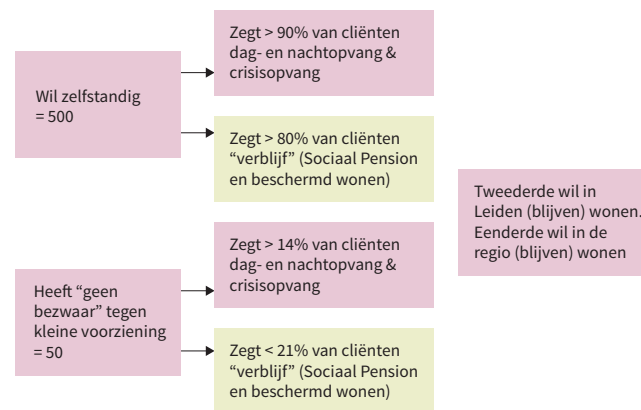 Wil zelfstandig
= 500
Zegt > 90% van cliënten
dag- en nachtopvang &
crisisopvang
Zegt > 80% van cliënten
“verblijf” (Sociaal Pension
en beschermd wonen)
Heeft “geen
bezwaar” tegen
kleine voorziening
= 50
Zegt > 14% van cliënten
dag- en nachtopvang &
crisisopvang
Zegt < 21% van cliënten
“verblijf” (Sociaal Pension
en beschermd wonen)
Tweederde wil in
Leiden (blijven) wonen.
Eenderde wil in de
regio (blijven) wonen